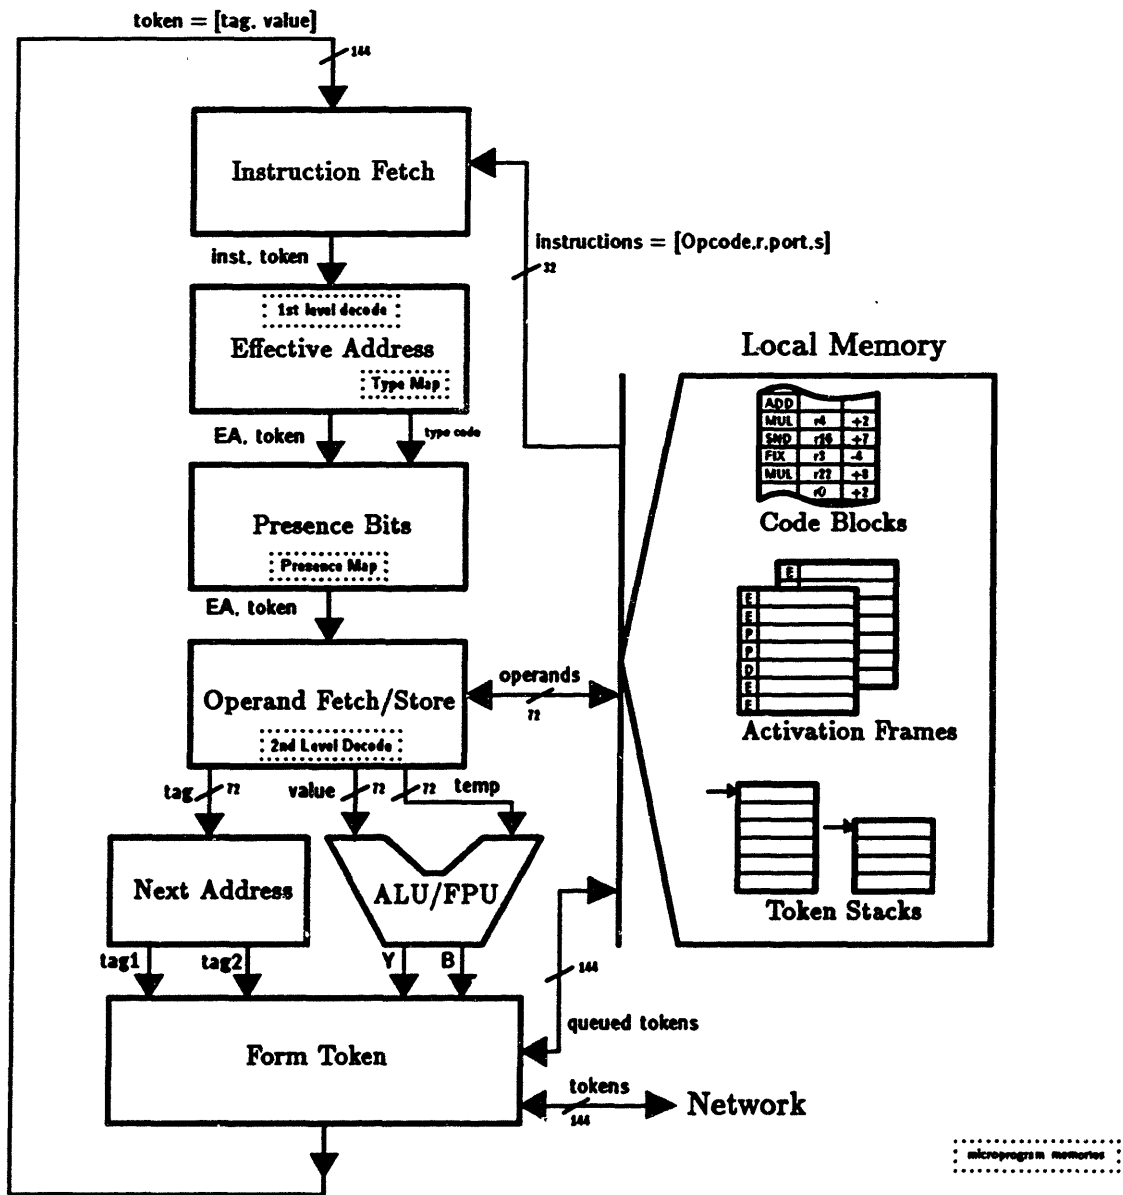 token = [tag, value]
144
Instruction Fetch
instructions = [Opcode,r,port,s]
32
inst, token
1st level decode
Effective Address
Type Map
EA, token
type code
Presence Bits
Presence Map
EA, token
Operand Fetch/Store
2nd Level Decode
operands
72
tag
72
value
72
72
temp
Next Address
ALU/FPU
tag1
tag2
Y
B
Form Token
144
queued tokens
tokens
144
Network
Local Memory
ADD
MUL r4 +2
SND r16 +7
FIX r3 -4
MUL r22 +8
r0 +2
Code Blocks
E
E
E
P
P
D
E
E
Activation Frames
Token Stacks
microprogram memories